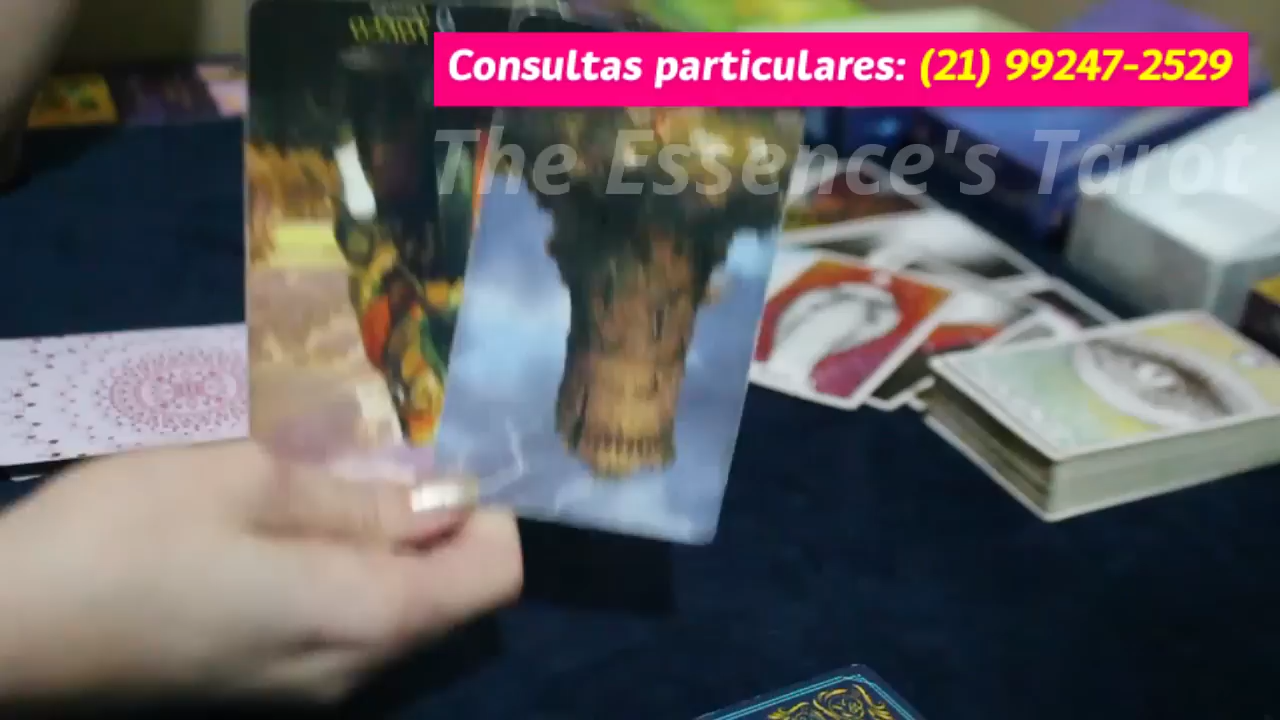 Consultas particulares: (21) 99247-2529
The Essence's Tarot